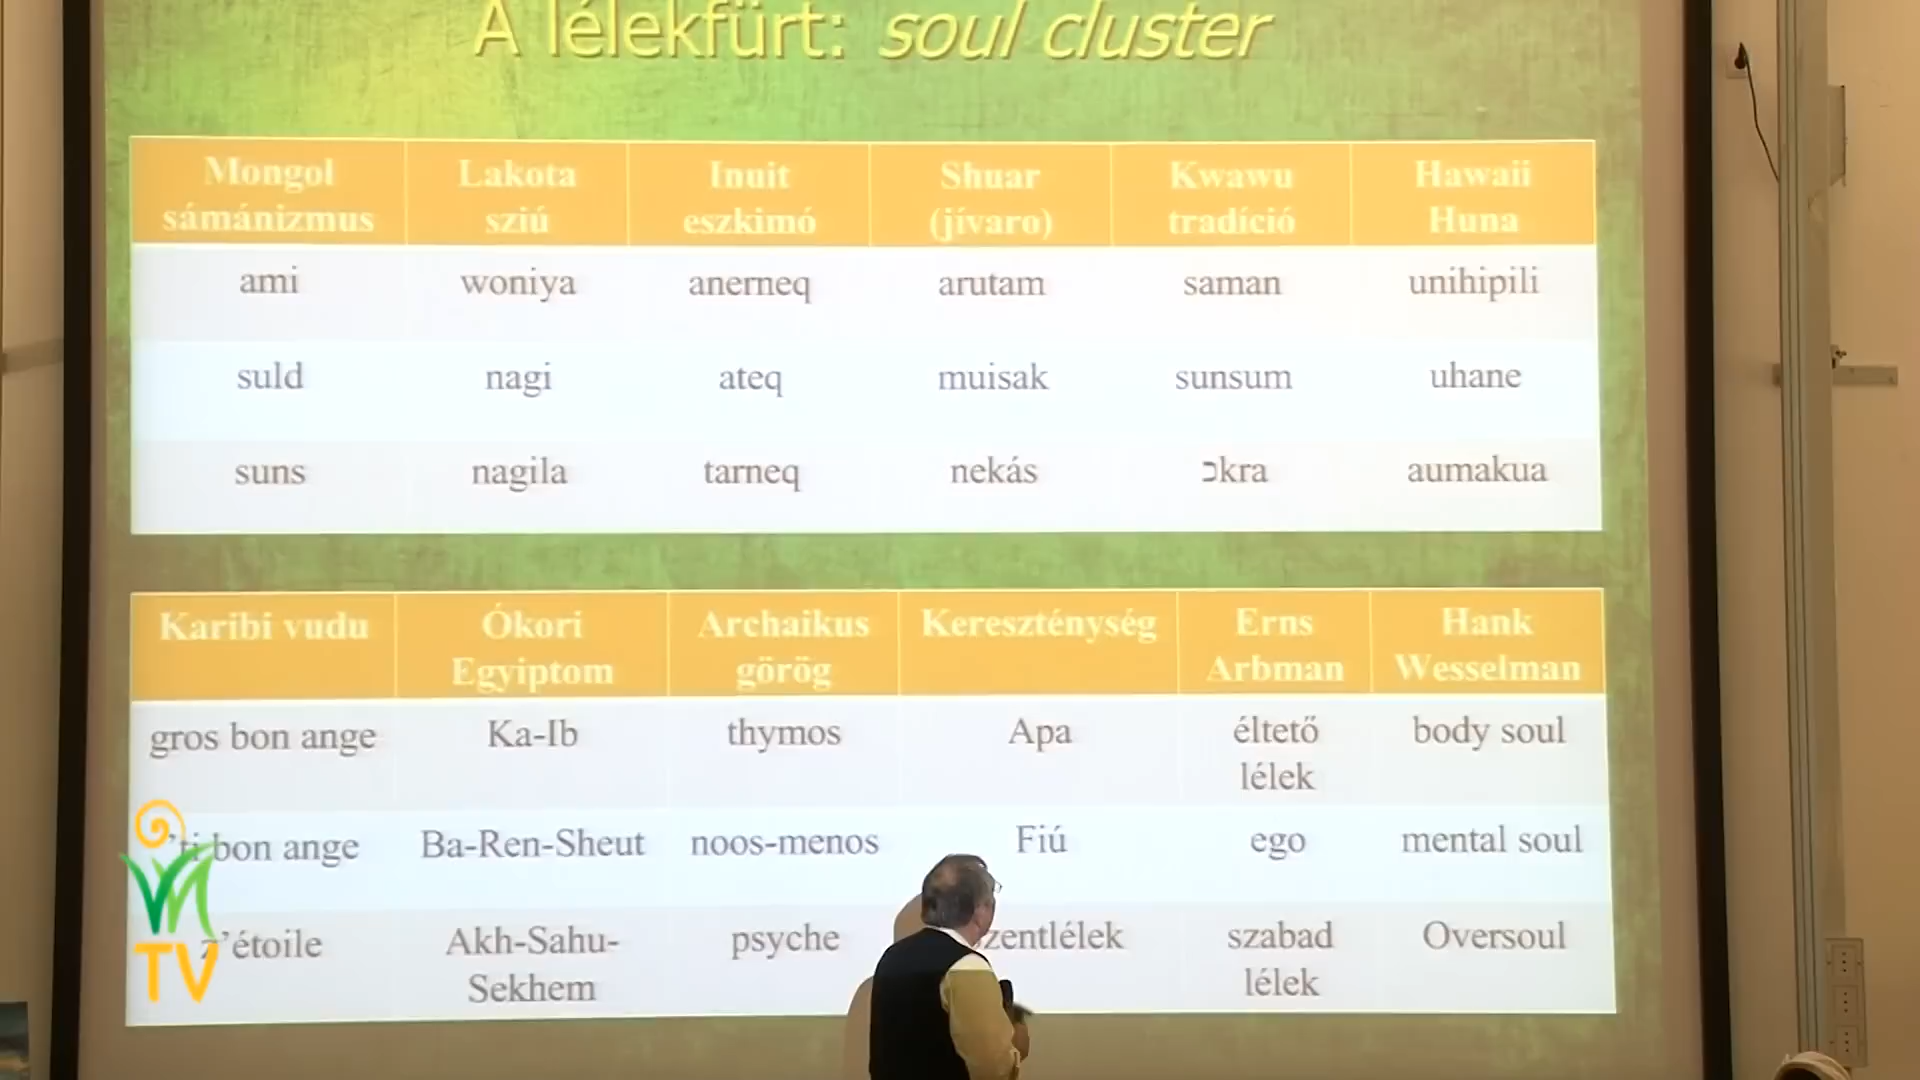 A lélekfürt: soul cluster
Mongol sámánizmus Lakota sziú Inuit eszkimó Shuar (jívaro) Kwawu tradíció Hawaii Huna
ami woniya anerneq arutam saman unihipili
suld nagi ateq muisak sunsum uhane
suns nagila tarneq nekás ɔkra aumakua
Karibi vudu Ókori Egyiptom Archaikus görög Kereszténység Erns Arbman Hank Wesselman
gros bon ange Ka-Ib thymos Apa éltető lélek body soul
'ti bon ange Ba-Ren-Sheut noos-menos Fiú ego mental soul
z'étoile Akh-Sahu-Sekhem psyche zentlélek szabad lélek Oversoul
TV